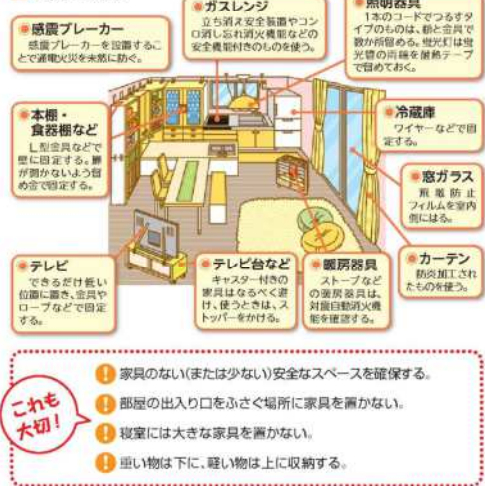 感震ブレーカー
感震ブレーカーを設置するこ
とで通電火災を未然に防ぐ。
ガスレンジ
立ち消え安全装置やコン
ロ消し忘れ消火機能などの
安全機能付きのものを使う。
照明器具
1本のコードでつるすタ
イプのものは、鎖と金具で
数か所留める。蛍光灯は蛍
光管の両端を耐熱テープ
で留めておく。
本棚・
食器棚など
L型金具などで
壁に固定する。扉
が開かないよう留
め金で固定する。
冷蔵庫
ワイヤーなどで固
定する。
窓ガラス
飛散防止
フィルムを室内
側にはる。
テレビ
できるだけ低い
位置に置き、金具や
ロープなどで固定
する。
テレビ台など
キャスター付きの
家具はなるべく避
け、使うときは、ス
トッパーをかける。
暖房器具
ストーブなど
の暖房器具は、
対震自動消火機
能を確認する。
カーテン
防炎加工され
たものを使う。
これも
大切!
! 家具のない(または少ない)安全なスペースを確保する。
! 部屋の出入り口をふさぐ場所に家具を置かない。
! 寝室には大きな家具を置かない。
! 重い物は下に、軽い物は上に収納する。